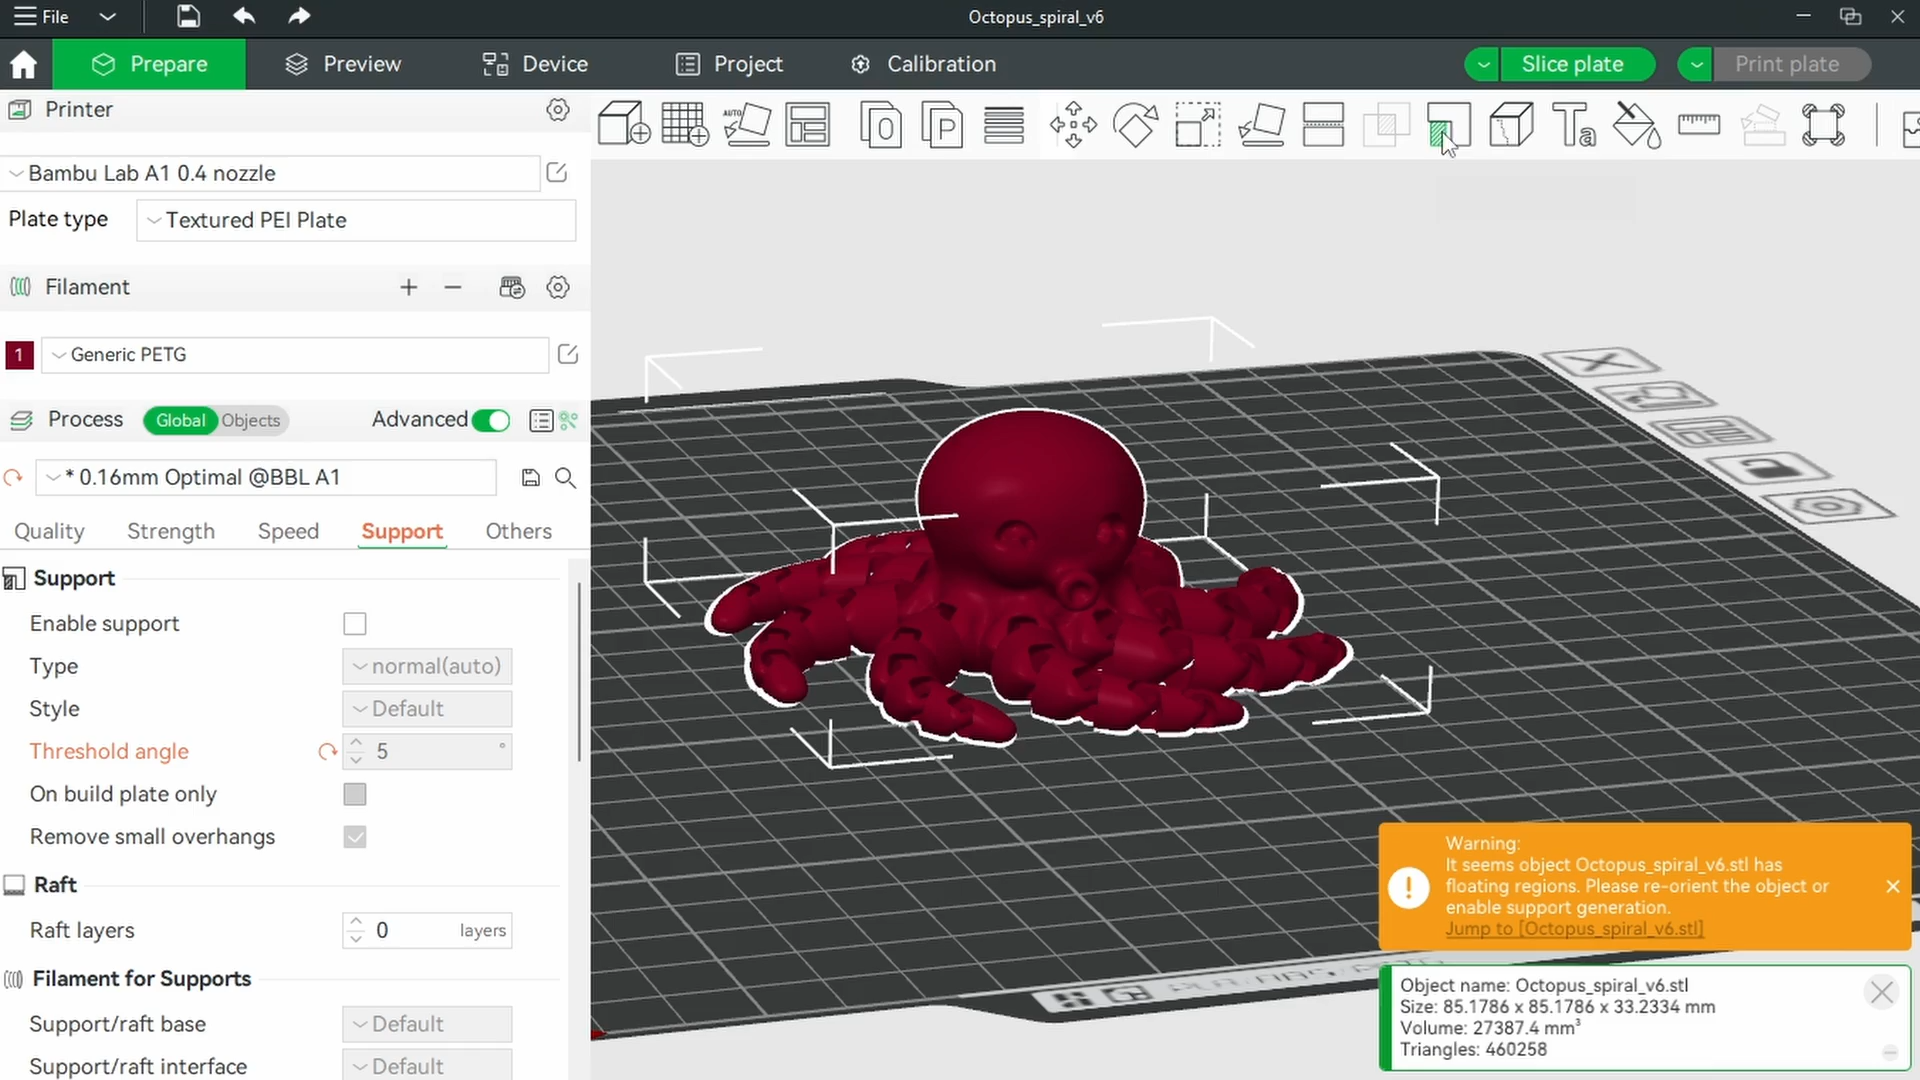 File
Octopus_spiral_v6
Prepare
Preview
Device
Project
Calibration
Slice plate
Print plate
Printer
AUTO
O
P
Ta
Bambu Lab A1 0.4 nozzle
Plate type
Textured PEI Plate
Filament
1
Generic PETG
Process
Global
Objects
Advanced
* 0.16mm Optimal @BBL A1
Quality
Strength
Speed
Support
Others
Support
Enable support
Type
normal(auto)
Style
Default
Threshold angle
5
°
On build plate only
Remove small overhangs
Raft
Raft layers
0
layers
Filament for Supports
Support/raft base
Default
Support/raft interface
Default
Warning:
It seems object Octopus_spiral_v6.stl has
floating regions. Please re-orient the object or
enable support generation.
Jump to [Octopus_spiral_v6.stl]
Object name: Octopus_spiral_v6.stl
Size: 85.1786 x 85.1786 x 33.2334 mm
Volume: 27387.4 mm³
Triangles: 460258